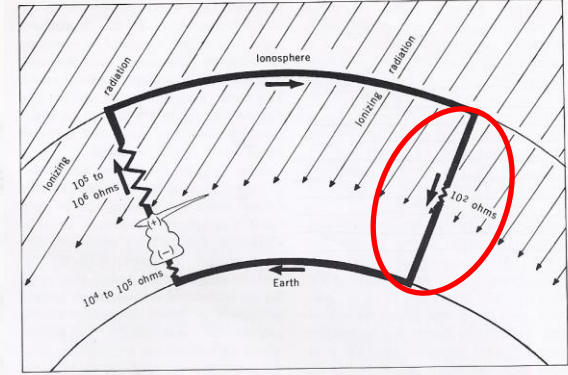 radiation
Ionosphere
radiation
Ionizing
Ionizing
10⁵ to
10⁶ ohms
10² ohms
(+)
(−)
10⁴ to 10⁵ ohms
Earth